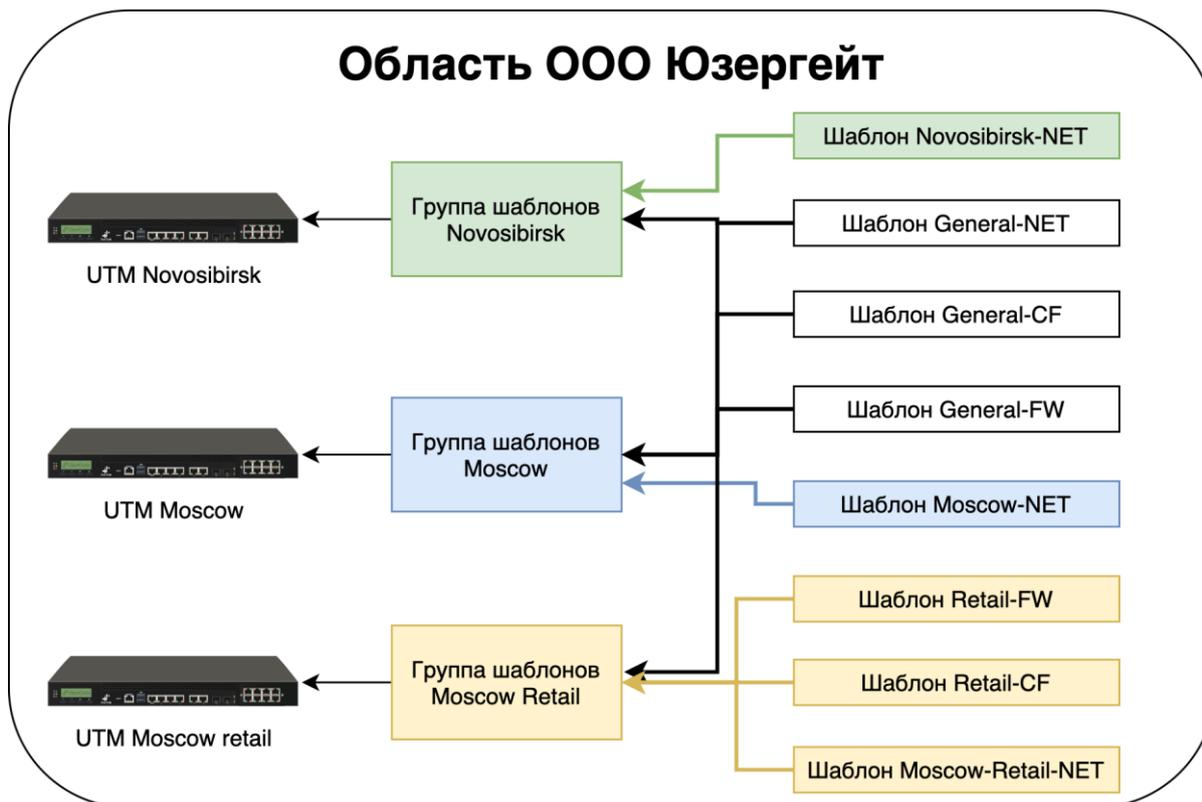 Область ООО Юзергейт
Шаблон Novosibirsk-NET
Группа шаблонов
Novosibirsk
UTM Novosibirsk
Шаблон General-NET
Шаблон General-CF
Шаблон General-FW
Группа шаблонов
Moscow
UTM Moscow
Шаблон Moscow-NET
Шаблон Retail-FW
Группа шаблонов
Moscow Retail
UTM Moscow retail
Шаблон Retail-CF
Шаблон Moscow-Retail-NET